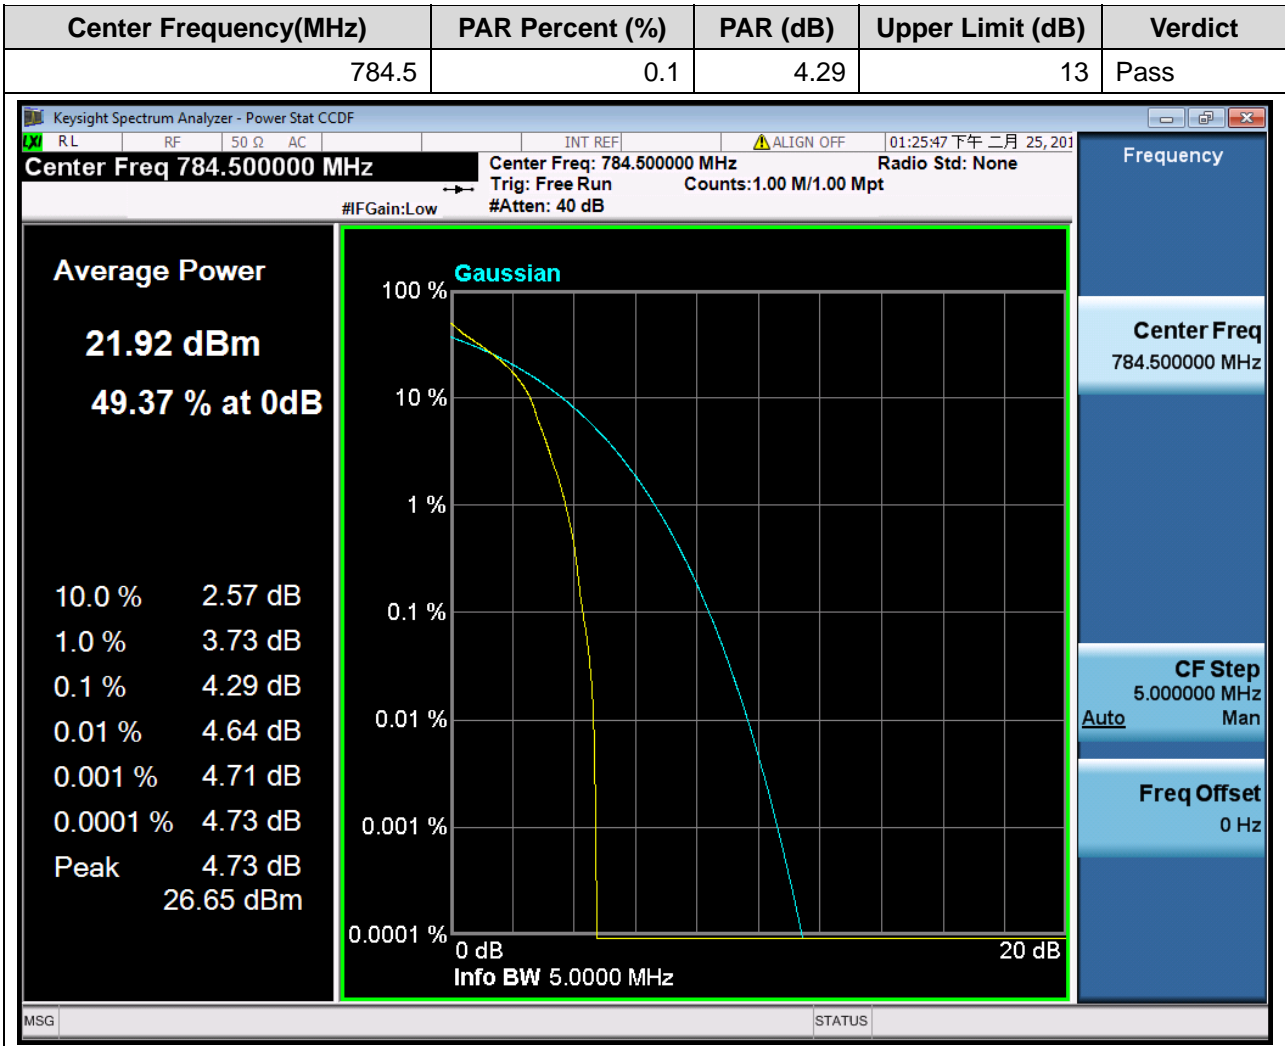 Center Frequency(MHz) PAR Percent (%) PAR (dB) Upper Limit (dB) Verdict
784.5 0.1 4.29 13 Pass
Keysight Spectrum Analyzer - Power Stat CCDF
LXI RL RF 50 Ω AC INT REF ALIGN OFF 01:25:47 下午 二月 25, 201
Center Freq 784.500000 MHz
Center Freq: 784.500000 MHz Radio Std: None
Trig: Free Run Counts:1.00 M/1.00 Mpt
#IFGain:Low #Atten: 40 dB
Frequency
Average Power
21.92 dBm
49.37 % at 0dB
10.0 % 2.57 dB
1.0 % 3.73 dB
0.1 % 4.29 dB
0.01 % 4.64 dB
0.001 % 4.71 dB
0.0001 % 4.73 dB
Peak 4.73 dB
26.65 dBm
Gaussian
100 %
10 %
1 %
0.1 %
0.01 %
0.001 %
0.0001 %
0 dB 20 dB
Info BW 5.0000 MHz
Center Freq
784.500000 MHz
CF Step
5.000000 MHz
Auto Man
Freq Offset
0 Hz
MSG STATUS